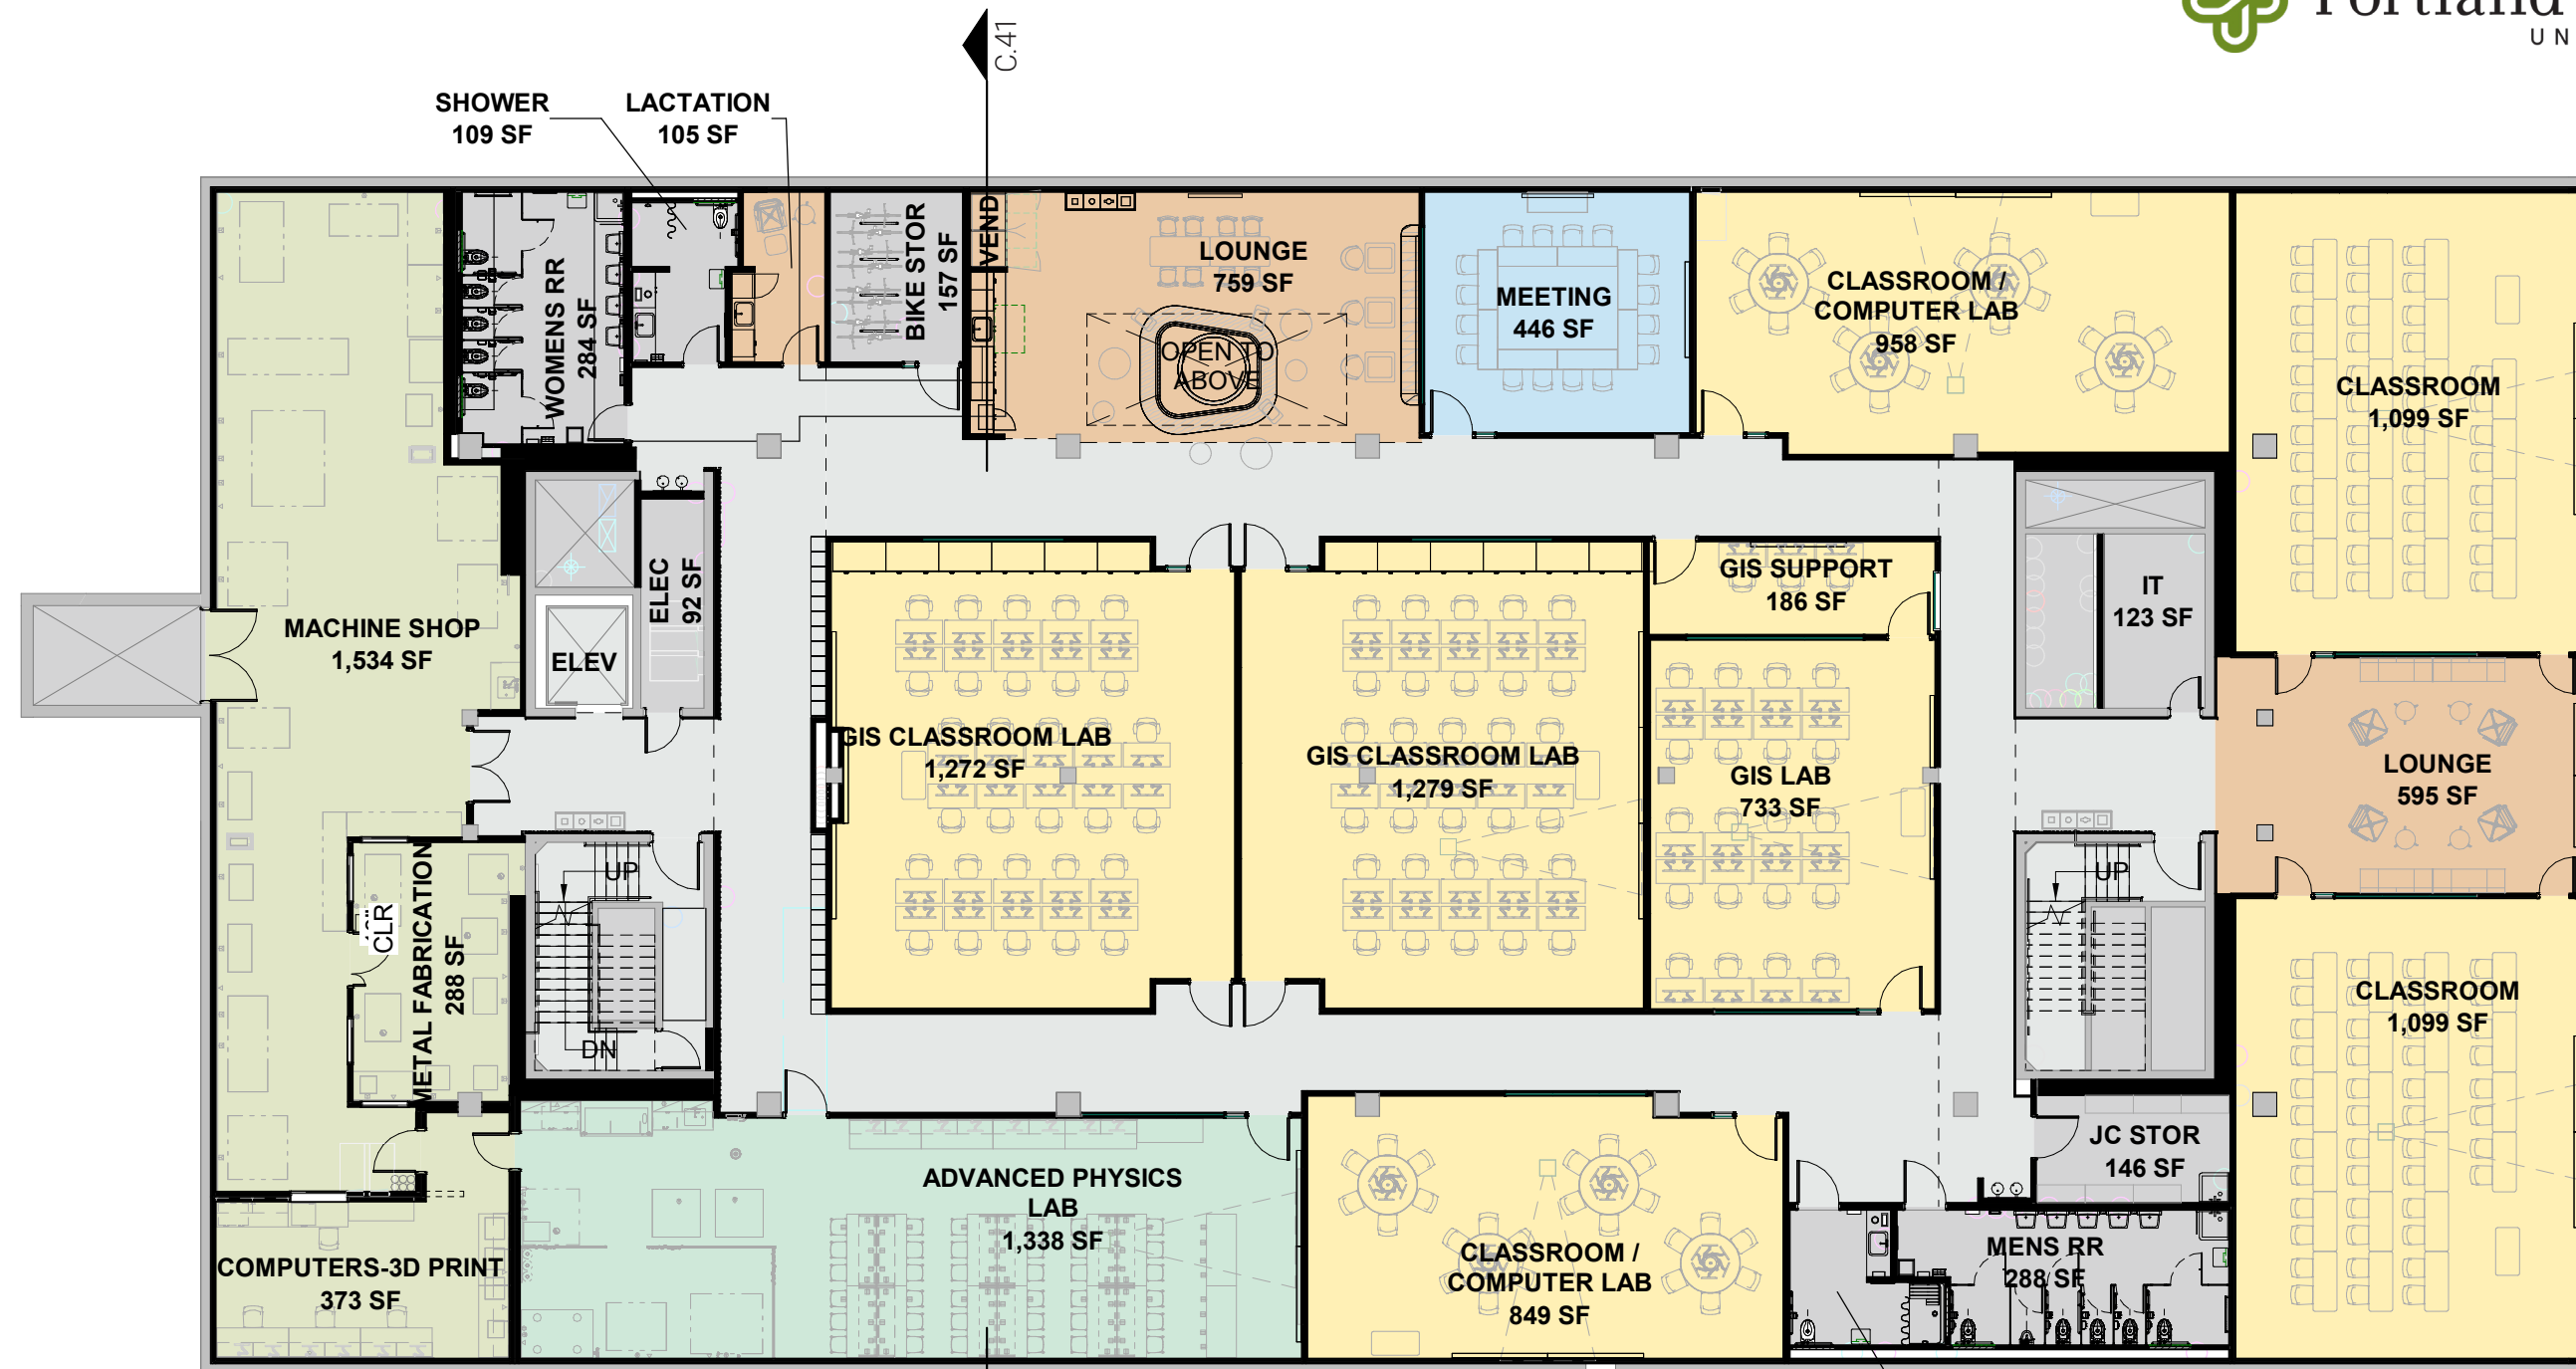 Portland
UN
C.41
SHOWER
109 SF
LACTATION
105 SF
WOMENS RR
284 SF
BIKE STOR
157 SF
VEND
LOUNGE
759 SF
OPEN TO
ABOVE
MEETING
446 SF
CLASSROOM /
COMPUTER LAB
958 SF
CLASSROOM
1,099 SF
MACHINE SHOP
1,534 SF
ELEV
ELEC
92 SF
GIS CLASSROOM LAB
1,272 SF
GIS CLASSROOM LAB
1,279 SF
GIS SUPPORT
186 SF
GIS LAB
733 SF
IT
123 SF
LOUNGE
595 SF
METAL FABRICATION
288 SF
CLR
UP
DN
UP
CLASSROOM
1,099 SF
COMPUTERS-3D PRINT
373 SF
ADVANCED PHYSICS
LAB
1,338 SF
CLASSROOM /
COMPUTER LAB
849 SF
JC STOR
146 SF
MENS RR
288 SF